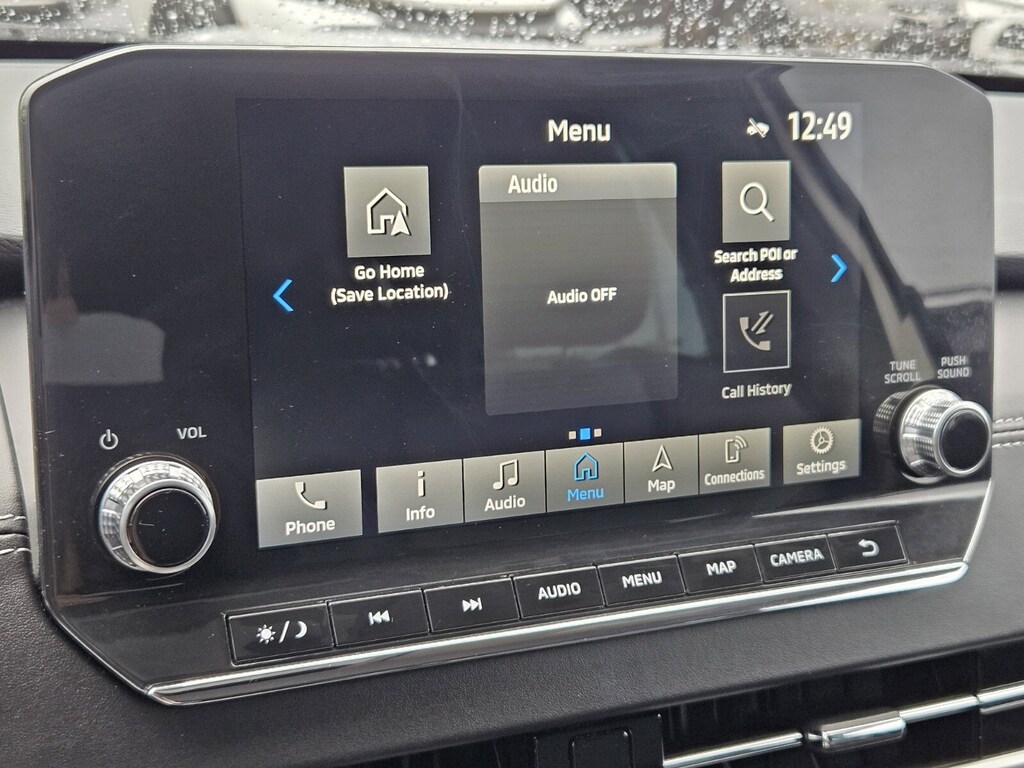 Menu
12:49
Audio
Go Home
(Save Location)
Audio OFF
Search POI or
Address
Call History
TUNE
SCROLL
PUSH
SOUND
VOL
Phone
Info
Audio
Menu
Map
Connections
Settings
AUDIO
MENU
MAP
CAMERA